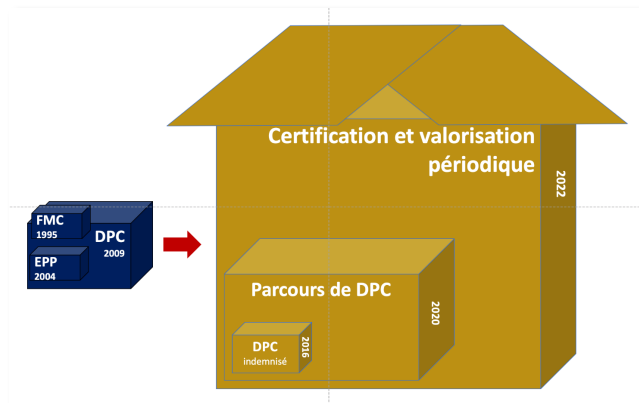 Certification et valorisation
périodique
2022
FMC
1995
DPC
2009
EPP
2004
Parcours de DPC
2020
DPC
indemnisé
2016